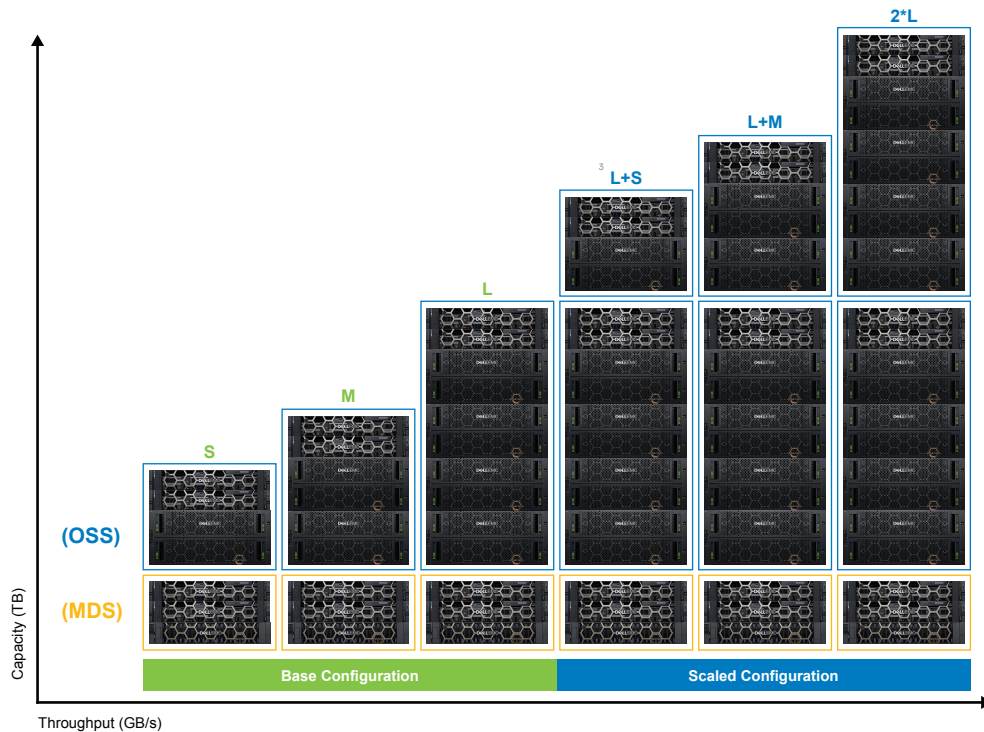 2*L
L+M
3
L+S
L
M
S
(OSS)
(MDS)
Capacity (TB)
Base Configuration
Scaled Configuration
Throughput (GB/s)